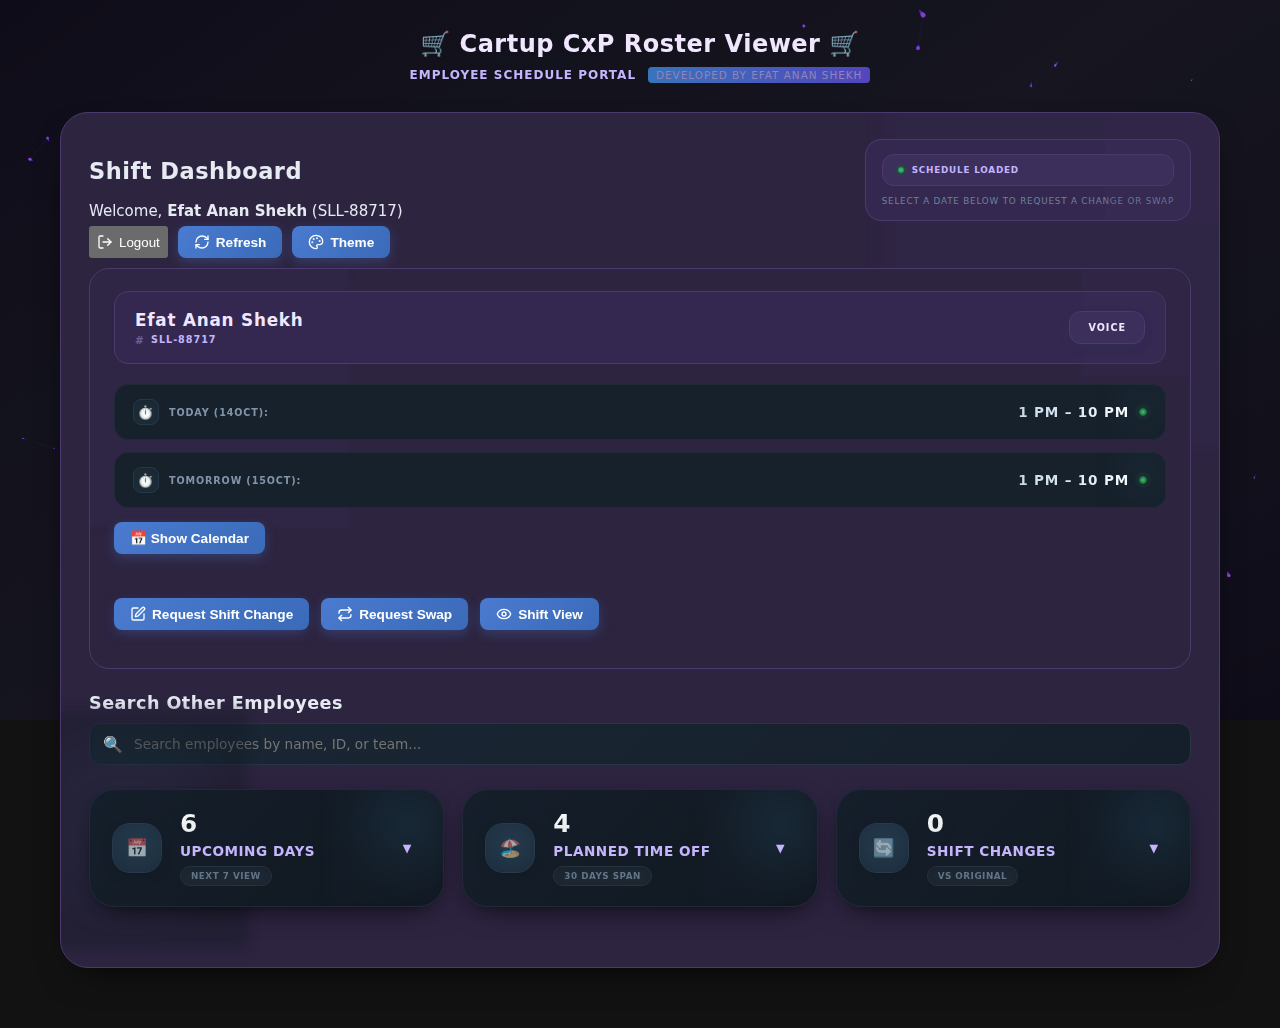 🛒 Cartup CxP Roster Viewer 🛒
EMPLOYEE SCHEDULE PORTAL DEVELOPED BY EFAT ANAN SHEKH
Shift Dashboard
SCHEDULE LOADED
SELECT A DATE BELOW TO REQUEST A CHANGE OR SWAP
Welcome, Efat Anan Shekh (SLL-88717)
Logout Refresh Theme
Efat Anan Shekh
# SLL-88717
VOICE
TODAY (14OCT): 1 PM – 10 PM
TOMORROW (15OCT): 1 PM – 10 PM
📅 Show Calendar
Request Shift Change Request Swap Shift View
Search Other Employees
🔍 Search employees by name, ID, or team...
6
UPCOMING DAYS ▼
NEXT 7 VIEW
4
PLANNED TIME OFF ▼
30 DAYS SPAN
0
SHIFT CHANGES ▼
VS ORIGINAL